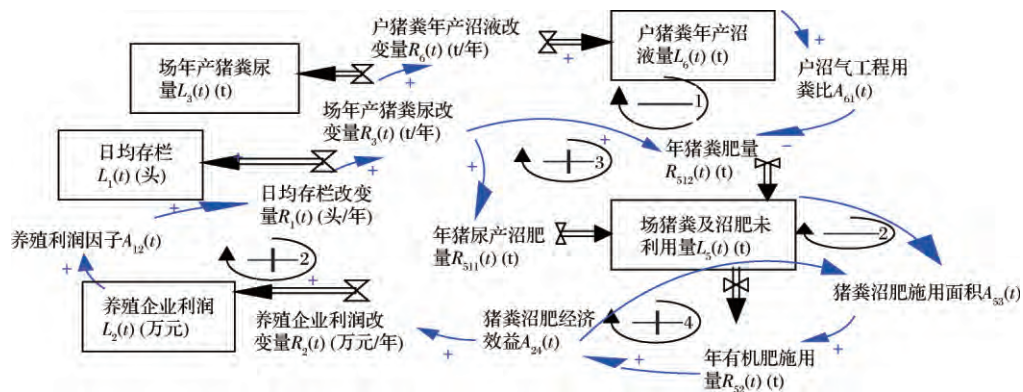 户猪粪年产沼液改
变量R6(t) (t/年)
户猪粪年产沼
液量L6(t) (t)
+
+
+
户沼气工程用
粪比A61(t)
场年产猪粪尿
量L3(t) (t)
1
场年产猪粪尿改
变量R3(t) (t/年)
+
−
年猪粪肥量
R512(t) (t)
日均存栏
L1(t) (头)
+
+
3
+
日均存栏改变
量R1(t) (头/年)
+
+
养殖利润因子A12(t)
年猪尿产沼肥
量R511(t) (t)
场猪粪及沼肥未
利用量L5(t) (t)
2
+
2
+
+
+
养殖企业利润
L2(t) (万元)
养殖企业利润改
变量R2(t) (万元/年)
猪粪沼肥经济
效益A24(t)
4
猪粪沼肥施用面积A53(t)
+
+
+
年有机肥施用
量R52(t) (t)